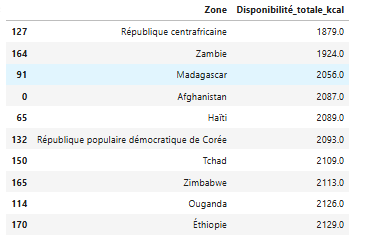 Zone Disponibilité_totale_kcal
127 République centrafricaine 1879.0
164 Zambie 1924.0
91 Madagascar 2056.0
0 Afghanistan 2087.0
65 Haïti 2089.0
132 République populaire démocratique de Corée 2093.0
150 Tchad 2109.0
165 Zimbabwe 2113.0
114 Ouganda 2126.0
170 Éthiopie 2129.0